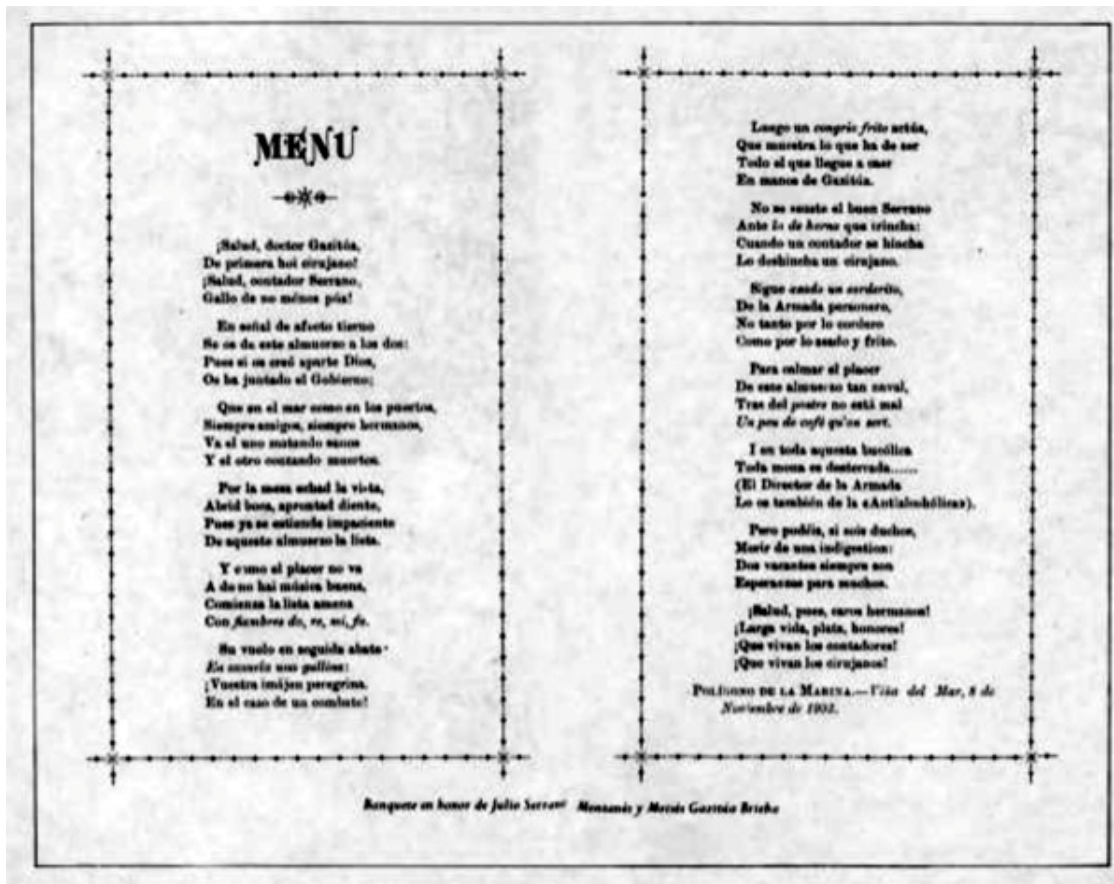 MENU
¡Salud, doctor Gazitúa,
De primera hoi cirujano!
¡Salud, contador Serrano,
Gallo de no ménos púa!
En señal de afecto tierno
Se os da este almuerzo a los dos:
Pues si os creó aparte Dios,
Os ha juntado el Gobierno;
Que en el mar como en los puertos,
Siempre amigos, siempre hermanos,
Va el uno matando sanos
Y el otro contando muertos.
Por la mesa echad la vista,
Abrid boca, aprontad diente,
Pues ya se estiende impaciente
De aqueste almuerzo la lista.
Y como el placer no va
A do no hai música buena,
Comienza la lista amena
Con fiambres do, re, mi, fa.
Su vuelo en seguida abate
En cazuela una gallina:
¡Vuestra imájen peregrina
En el caso de un combate!
Luego un congrio frito actúa,
Que muestra lo que ha de ser
Todo el que llegue a caer
En manos de Gazitúa.
No se resiste el buen Serrano
Ante lo de horno que trincha:
Cuando un contador se hincha
Lo deshincha un cirujano.
Sigue asado un corderito,
De la Armada personero,
No tanto por lo cordero
Como por lo asado y frito.
Para colmar el placer
De este almuerzo tan naval,
Tras del postre no está mal
Un peu de café qu'on sert.
I en toda aquesta bucólica
Toda mona es desterrada......
(El Director de la Armada
Lo es también de la «Antialcohólica»).
Pero podéis, si sois duchos,
Morir de una indigestion:
Dos vacantes siempre son
Esperanzas para muchos.
¡Salud, pues, caros hermanos!
¡Larga vida, plata, honores!
¡Que vivan los contadores!
¡Que vivan los cirujanos!
POLÍGONO DE LA MARINA.—Viña del Mar, 8 de
Noviembre de 1902.
Banquete en honor de Julio Serrano Montanés y Moisés Gazitúa Brieba